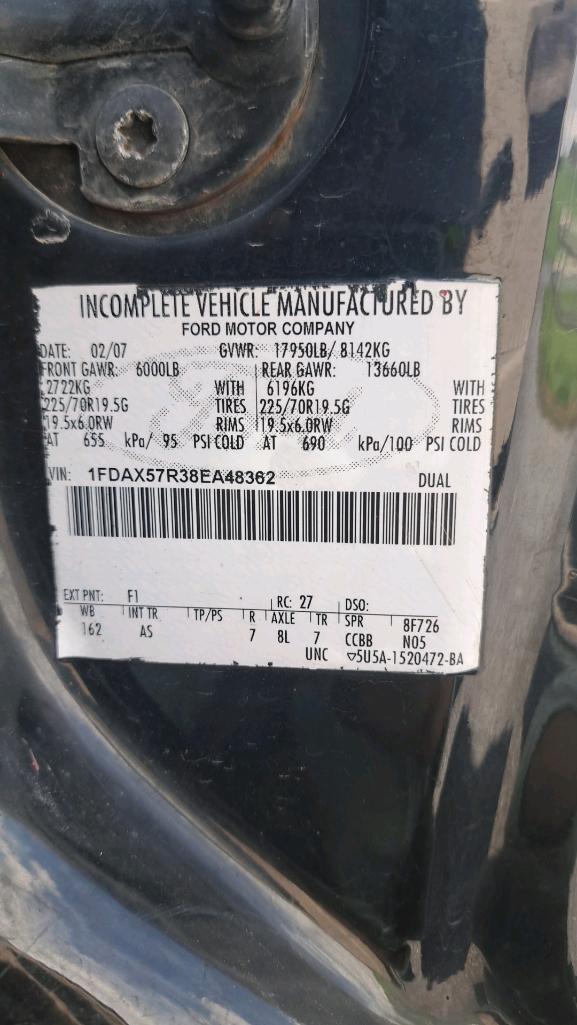 INCOMPLETE VEHICLE MANUFACTURED BY
FORD MOTOR COMPANY
DATE: 02/07 GVWR: 17950LB/ 8142KG
FRONT GAWR: 6000LB REAR GAWR: 13660LB
2722KG WITH 6196KG WITH
225/70R19.5G TIRES 225/70R19.5G TIRES
19.5x6.0RW RIMS 19.5x6.0RW RIMS
AT 655 kPa/ 95 PSI COLD AT 690 kPa/100 PSI COLD
VIN: 1FDAX57R38EA48362 DUAL
EXT PNT: F1 RC: 27 DSO:
WB INT TR TP/PS R AXLE TR SPR 8F726
162 AS 7 8L 7 CCBB N05
UNC ▽5U5A-1520472-BA